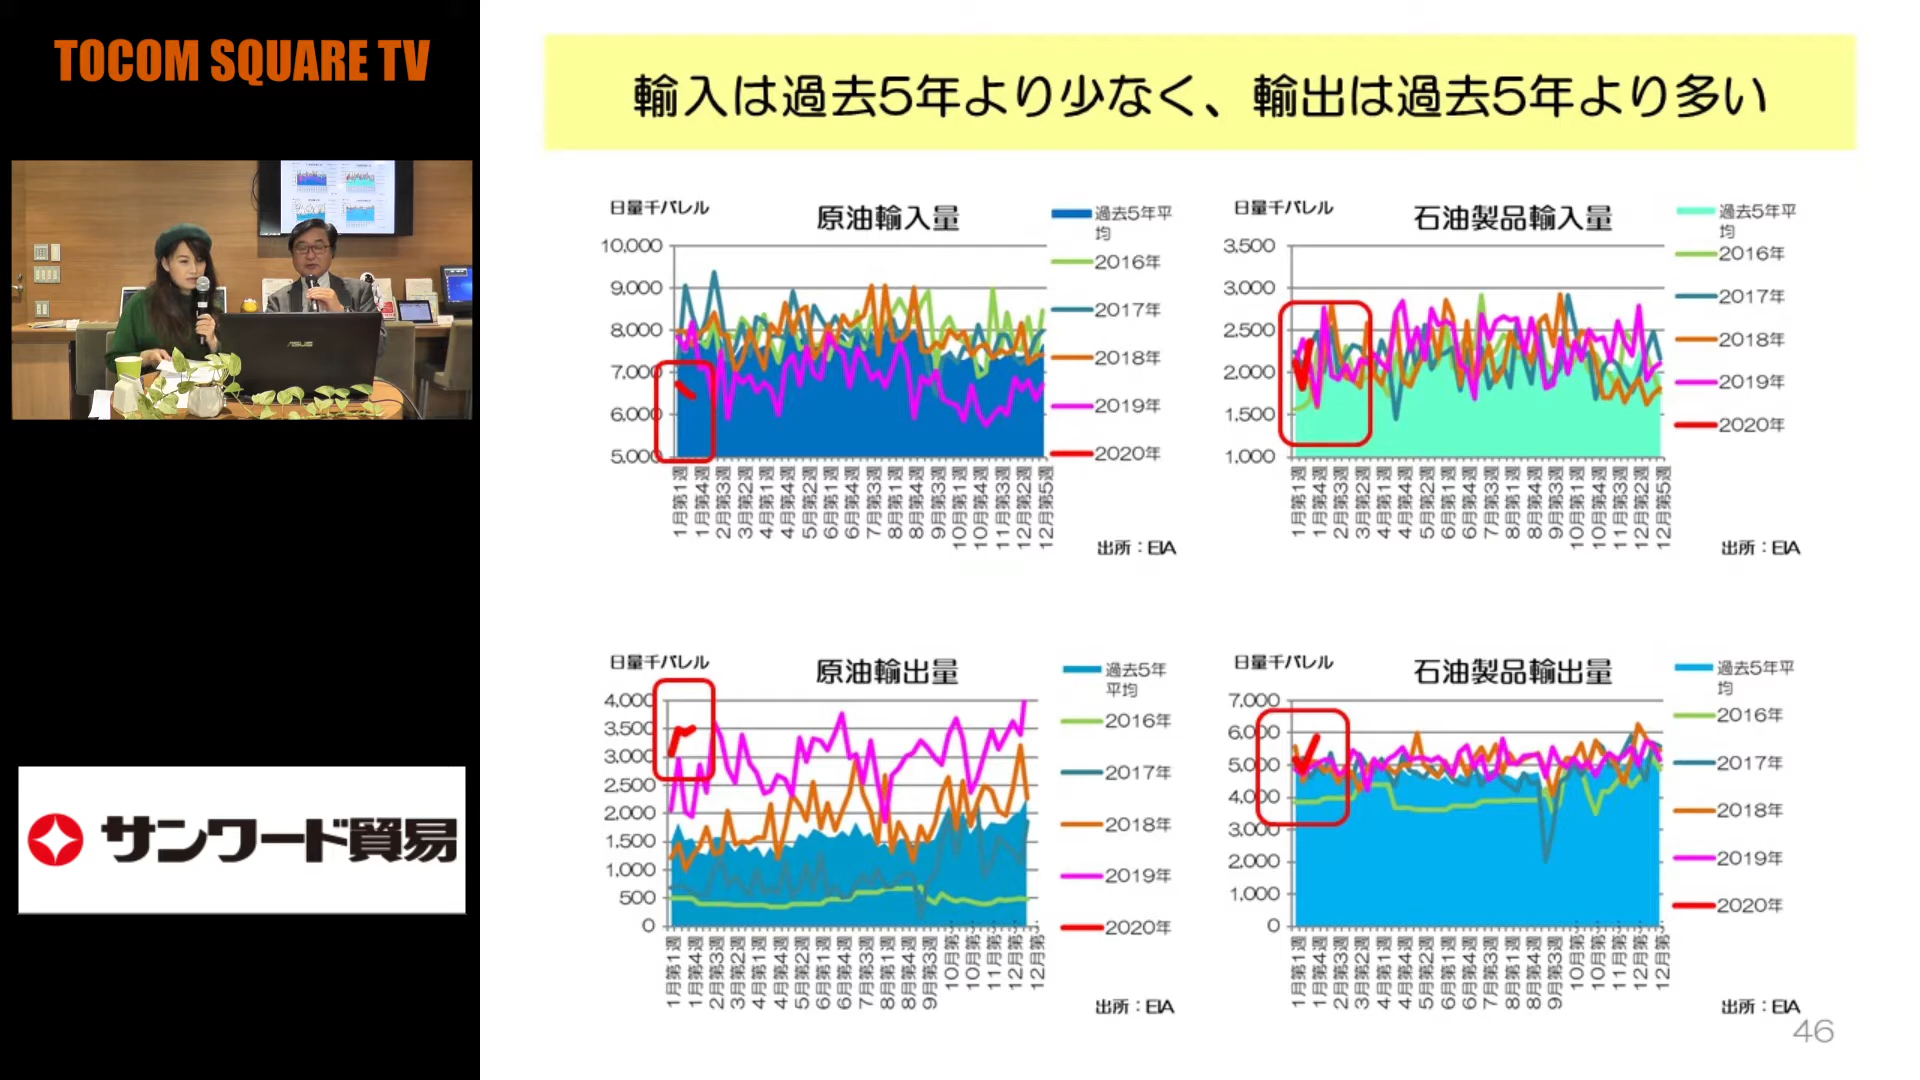 TOCOM SQUARE TV
サンワード貿易
輸入は過去5年より少なく、輸出は過去5年より多い
日量千バレル
原油輸入量
過去5年平
均
2016年
2017年
2018年
2019年
2020年
10,000
9,000
8,000
7,000
6,000
5,000
1月第1週
1月第4週
2月第3週
3月第2週
4月第1週
4月第4週
5月第2週
6月第1週
6月第4週
7月第3週
8月第1週
8月第4週
9月第3週
10月第1週
10月第4週
11月第3週
12月第2週
12月第5週
出所：EIA
日量千バレル
石油製品輸入量
過去5年平
均
2016年
2017年
2018年
2019年
2020年
3,500
3,000
2,500
2,000
1,500
1,000
1月第1週
1月第4週
2月第3週
3月第2週
4月第1週
4月第4週
5月第2週
6月第1週
6月第4週
7月第3週
8月第1週
8月第4週
9月第3週
10月第1週
10月第4週
11月第3週
12月第2週
12月第5週
出所：EIA
日量千バレル
原油輸出量
過去5年
平均
2016年
2017年
2018年
2019年
2020年
4,000
3,500
3,000
2,500
2,000
1,500
1,000
500
0
1月第1週
1月第4週
2月第3週
3月第2週
4月第1週
4月第4週
5月第2週
6月第1週
6月第4週
7月第3週
8月第1週
8月第4週
9月第3週
10月第…
10月第…
11月第…
12月第…
12月第…
出所：EIA
日量千バレル
石油製品輸出量
過去5年平
均
2016年
2017年
2018年
2019年
2020年
7,000
6,000
5,000
4,000
3,000
2,000
1,000
0
1月第1週
1月第4週
2月第3週
3月第2週
4月第1週
4月第4週
5月第2週
6月第1週
6月第4週
7月第3週
8月第1週
8月第4週
9月第3週
10月第…
10月第…
11月第…
12月第…
12月第…
出所：EIA
46
ASUS